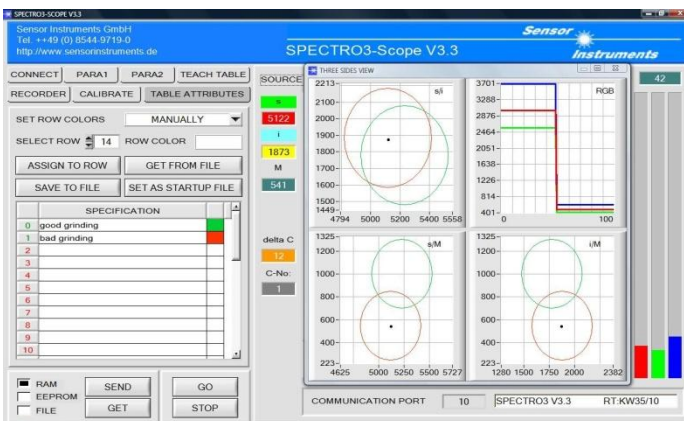 SPECTRO3-SCOPE V3.3
Sensor Instruments GmbH
Tel. ++49 (0) 8544-9719-0
http://www.sensorinstruments.de
SPECTRO3-Scope V3.3
Sensor
Instruments
CONNECT PARA1 PARA2 TEACH TABLE
RECORDER CALIBRATE TABLE ATTRIBUTES
SET ROW COLORS MANUALLY
SELECT ROW 14 ROW COLOR
ASSIGN TO ROW GET FROM FILE
SAVE TO FILE SET AS STARTUP FILE
SPECIFICATION
0 good grinding
1 bad grinding
2
3
4
5
6
7
8
9
10
RAM
EEPROM
FILE
SEND
GET
GO
STOP
SOURCE
s
5122
i
1873
M
541
delta C
12
C-No:
1
THREE SIDES VIEW
s/i
2213-
2100-
2000-
1900-
1800-
1700-
1600-
1500-
1449-
4794 5000 5200 5400 5558
RGB
3701-
3288-
2876-
2464-
2051-
1638-
1226-
814-
401-
0 100
s/M
1325-
1200-
1000-
800-
600-
400-
223-
4625 5000 5250 5500 5727
i/M
1325-
1200-
1000-
800-
600-
400-
223-
1280 1500 1750 2000 2382
42
COMMUNICATION PORT 10 SPECTRO3 V3.3 RT:KW35/10